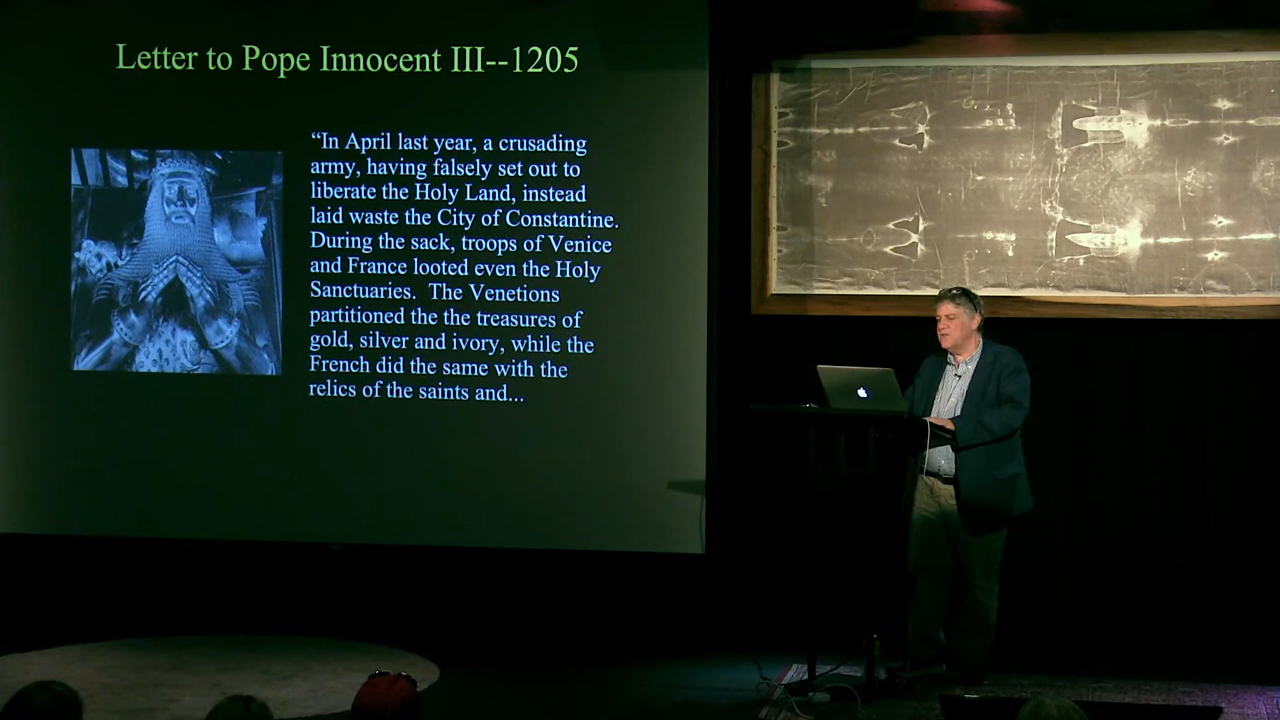 Letter to Pope Innocent III--1205
“In April last year, a crusading
army, having falsely set out to
liberate the Holy Land, instead
laid waste the City of Constantine.
During the sack, troops of Venice
and France looted even the Holy
Sanctuaries.  The Venetions
partitioned the the treasures of
gold, silver and ivory, while the
French did the same with the
relics of the saints and...